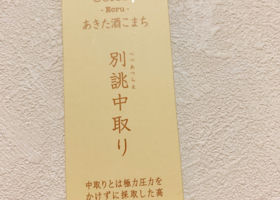 - Koru -
あきた酒こまち
別誂中取り
べつあつらえ
中取りとは極力圧力を
かけずに採取した高